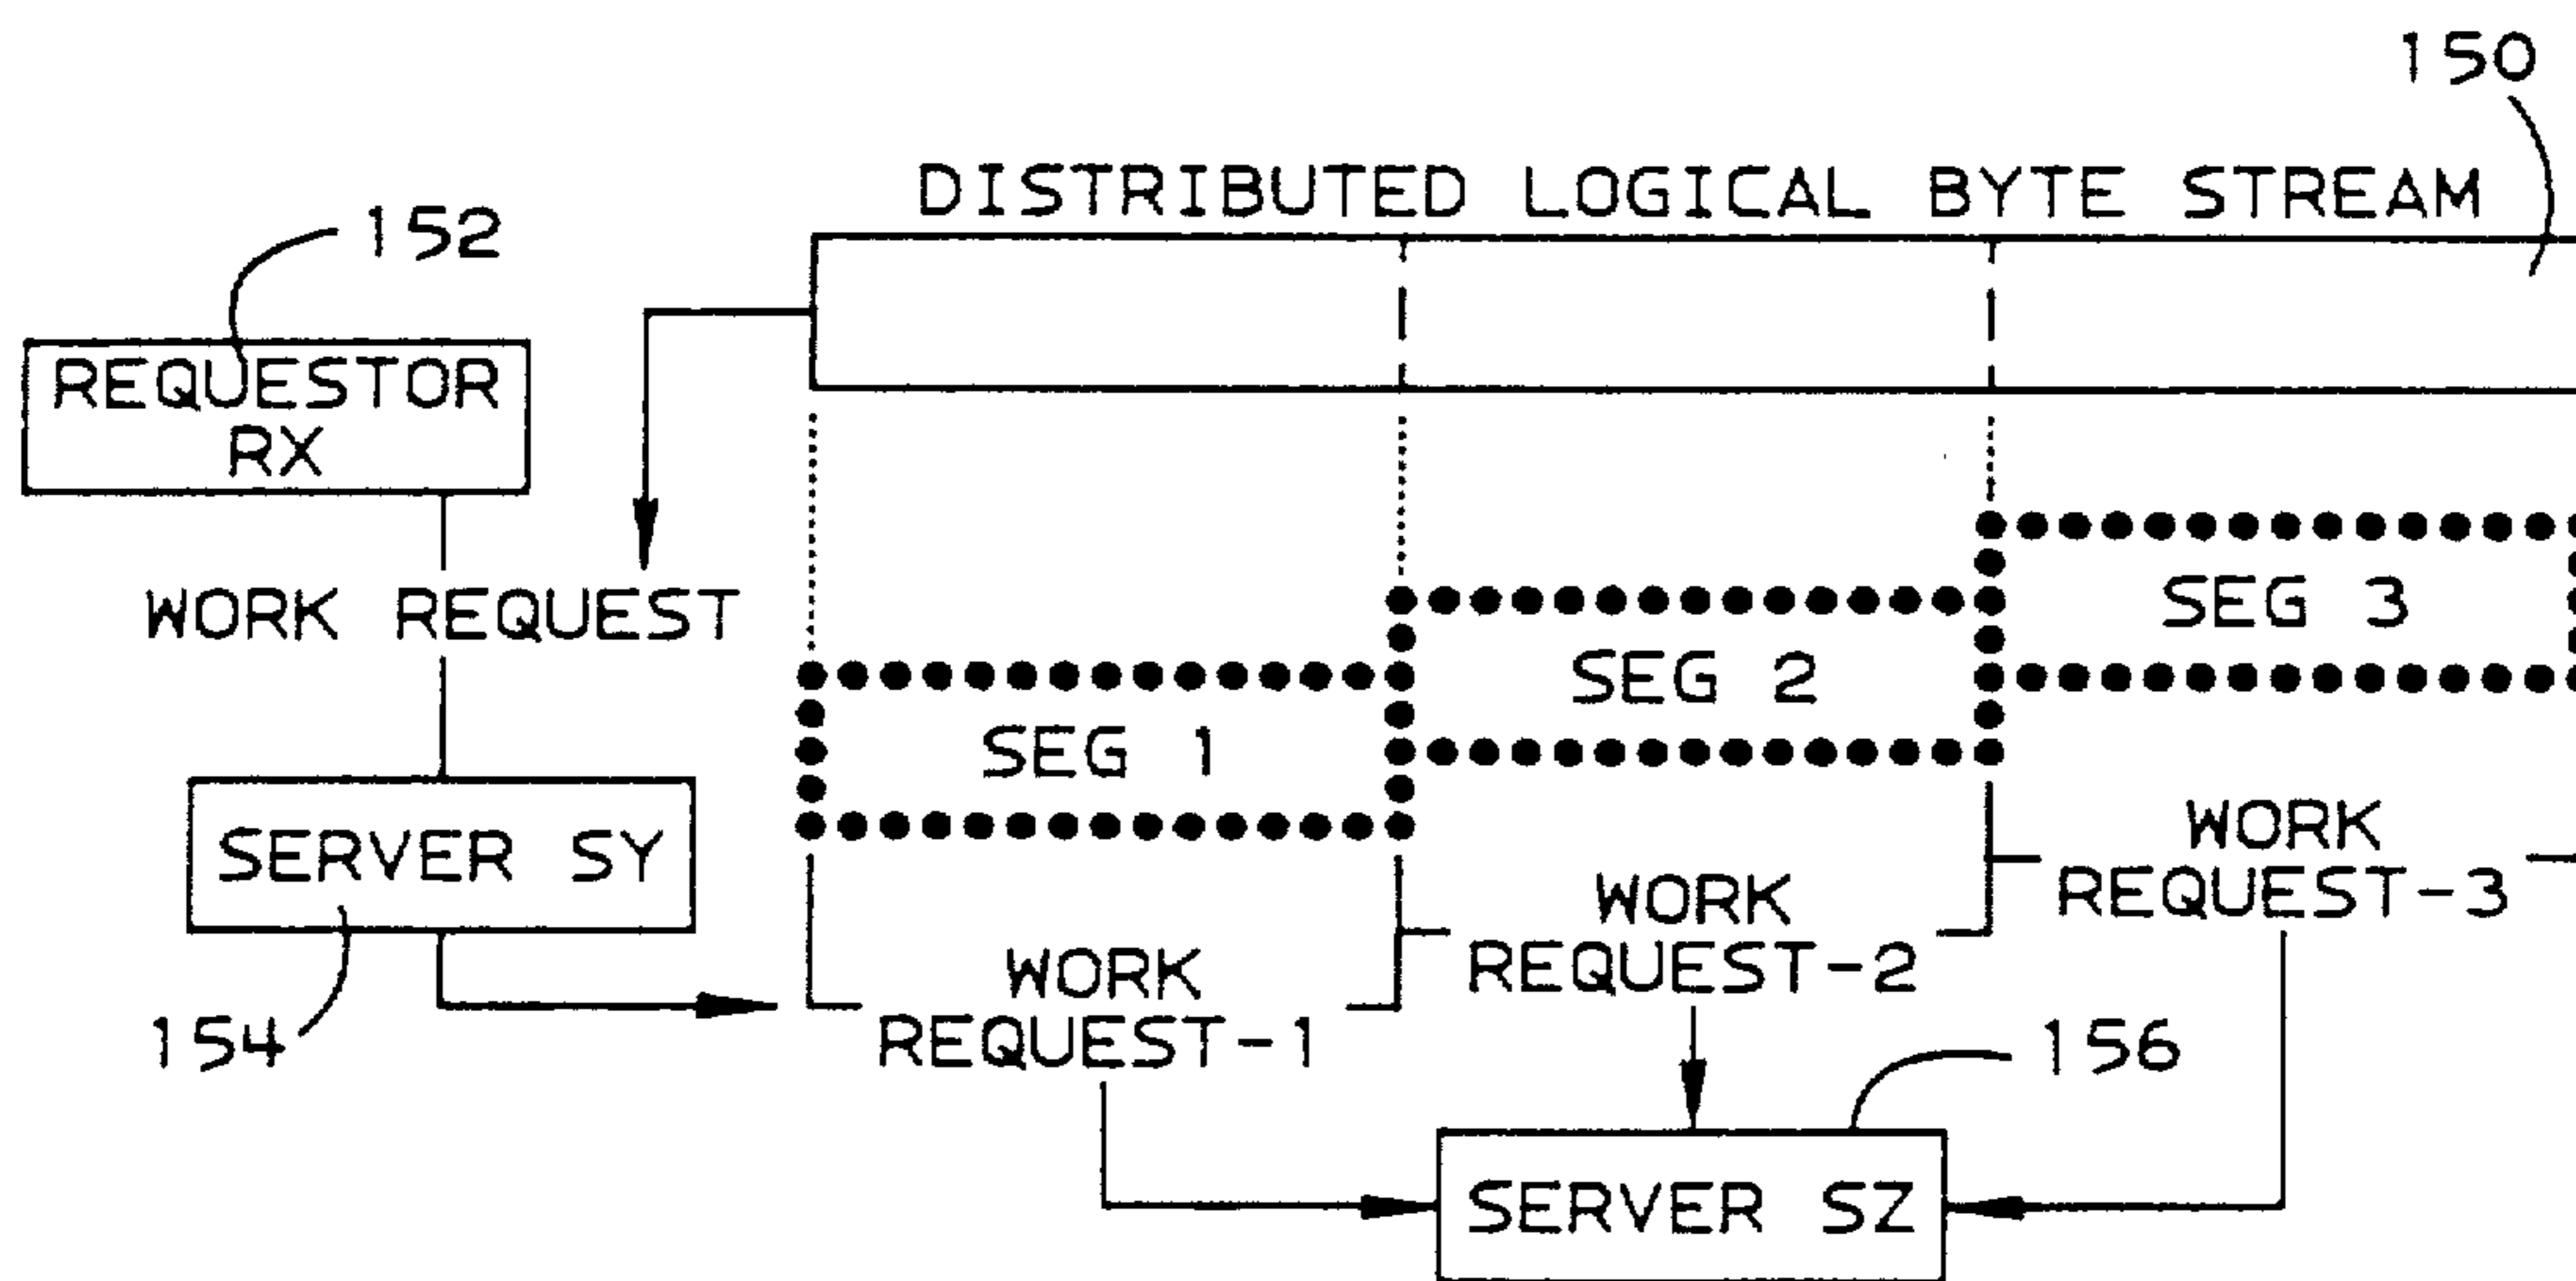 150
DISTRIBUTED LOGICAL BYTE STREAM
152
REQUESTOR
RX
WORK REQUEST
SEG 3
SEG 2
SEG 1
SERVER SY
WORK
REQUEST-3
WORK
REQUEST-2
WORK
REQUEST-1
154
156
SERVER SZ